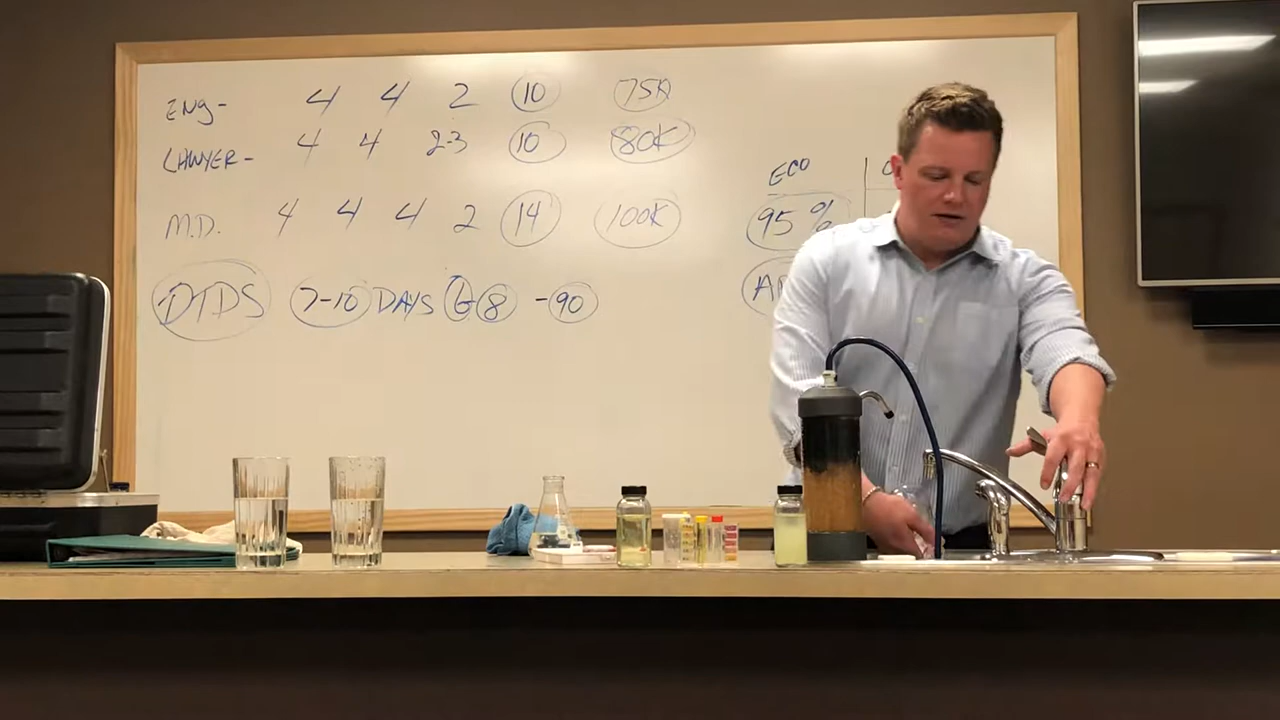 ENG- 4 4 2 10 75K
LAWYER- 4 4 2-3 10 80K
M.D. 4 4 4 2 14 100K
DTDS 7-10 DAYS 6 8 -90
ECO
95%